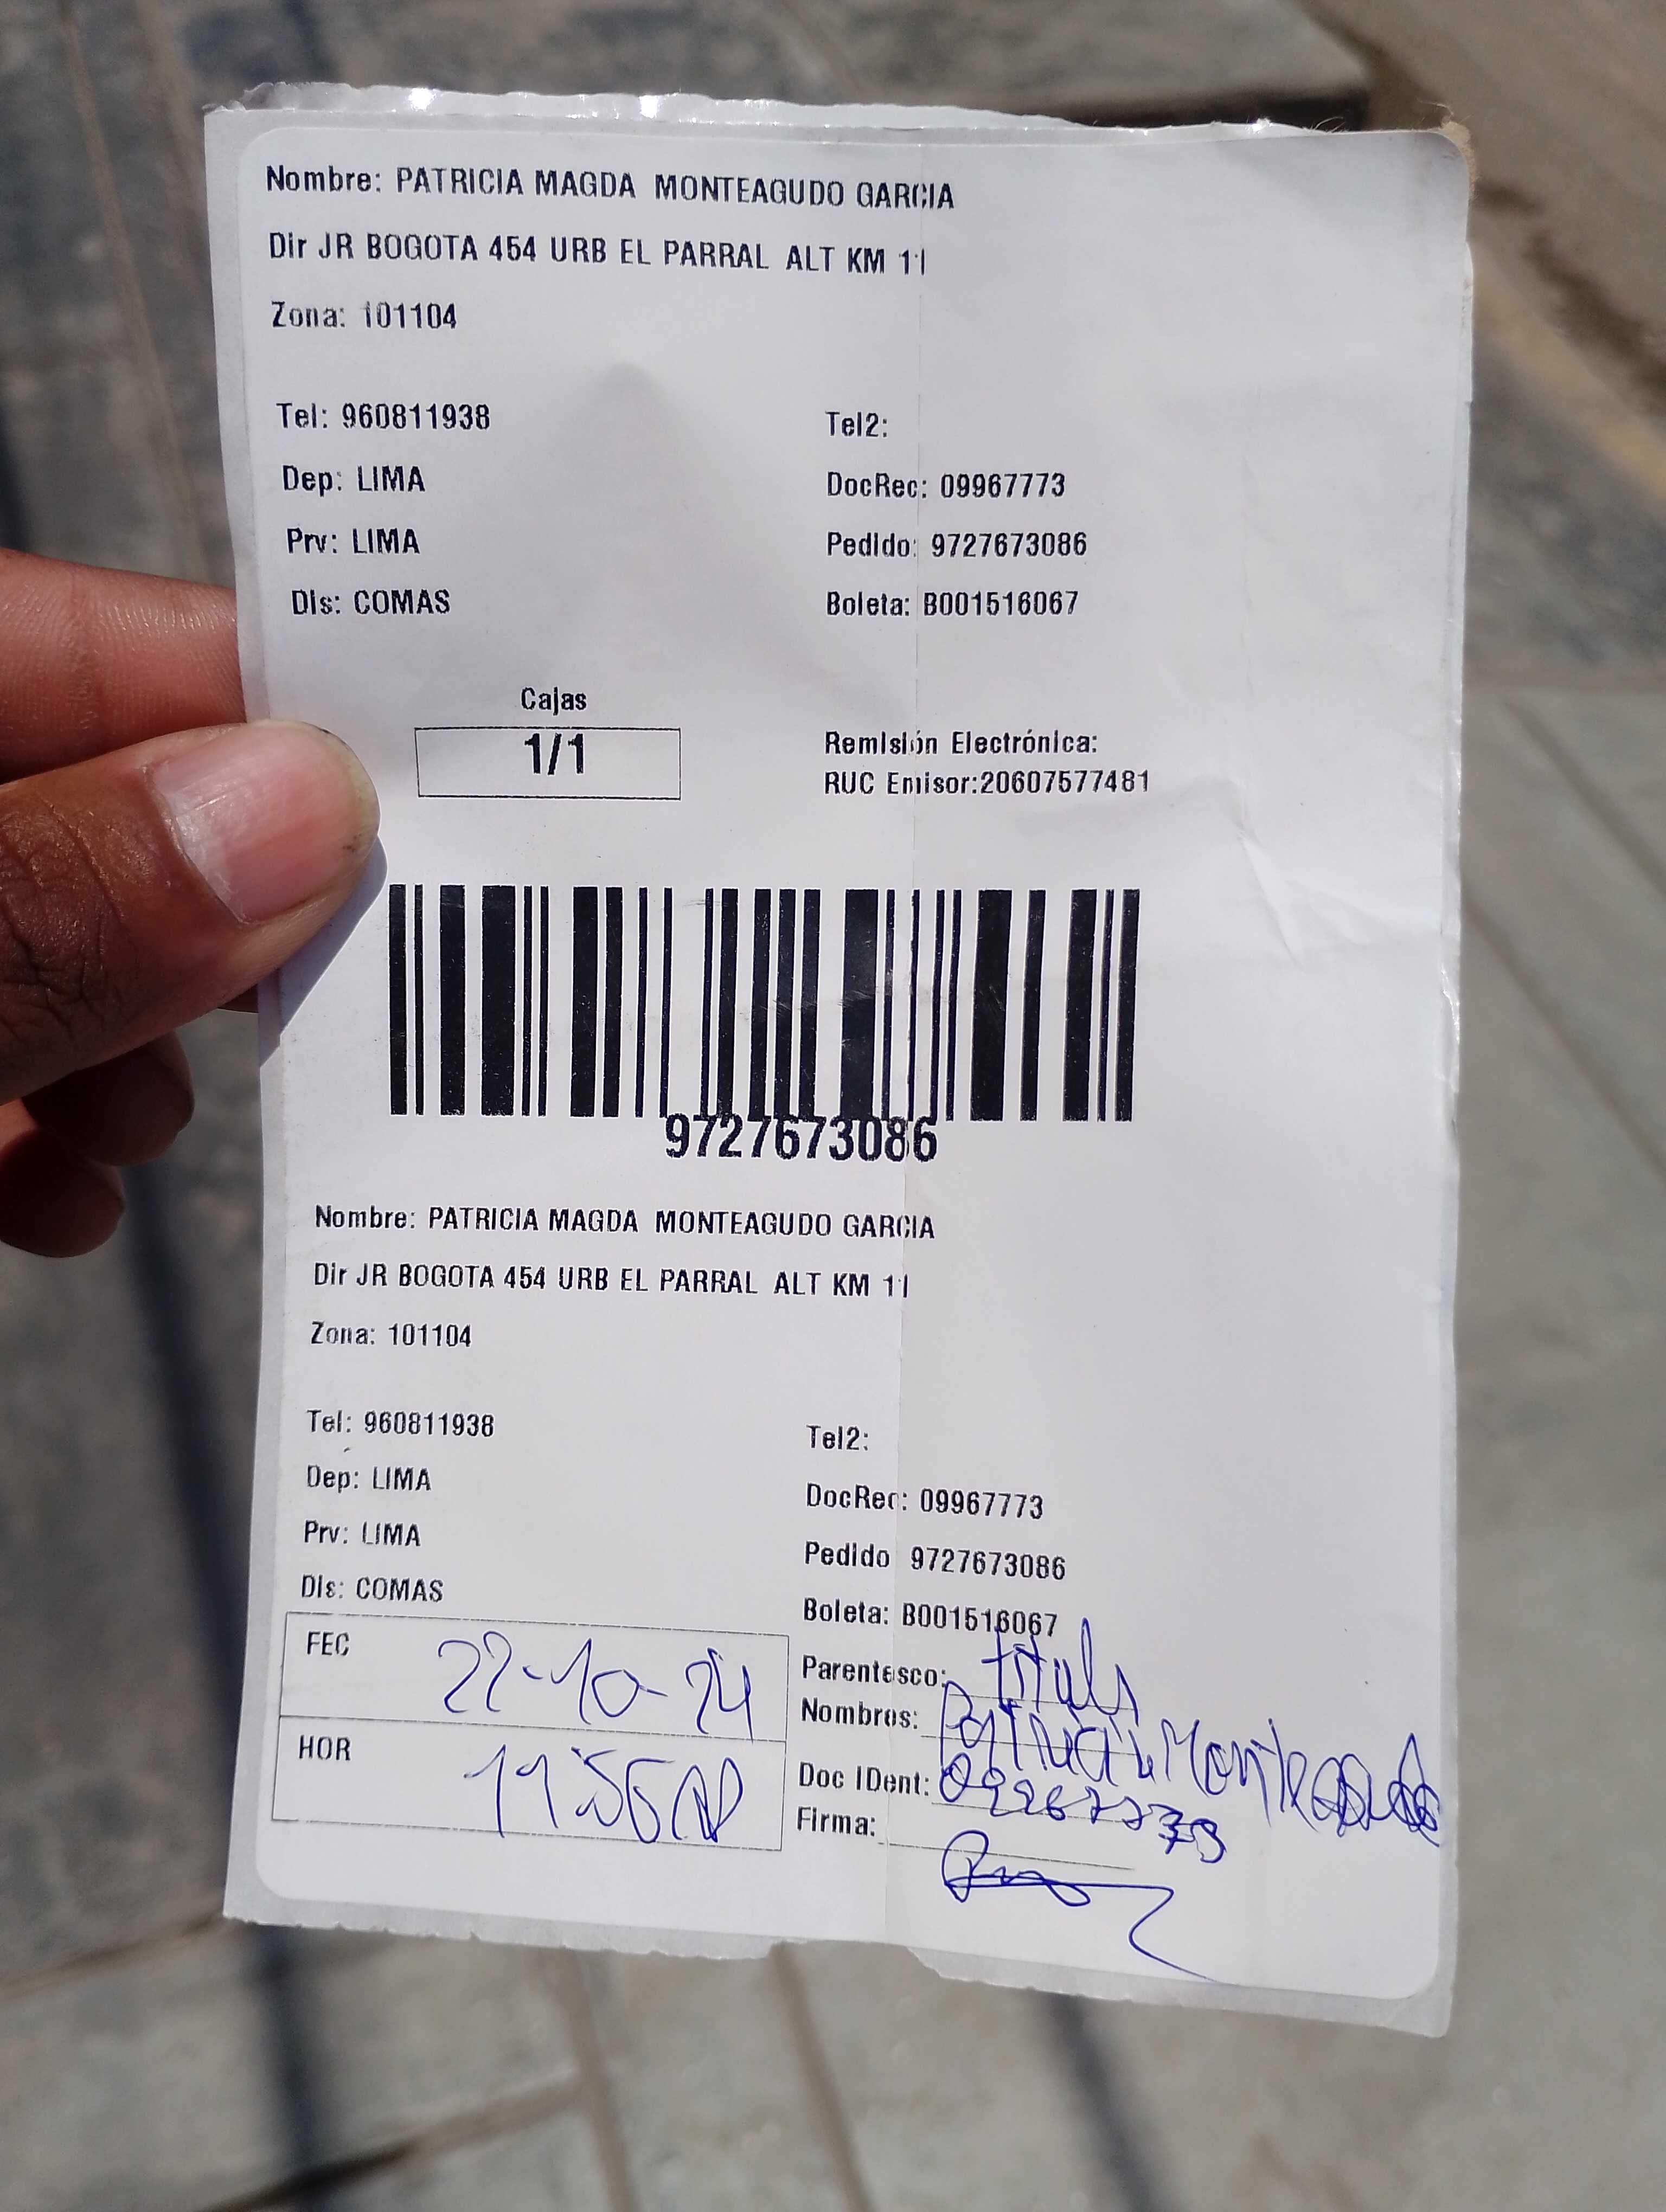 Nombre: PATRICIA MAGDA MONTEAGUDO GARCIA
Dir JR BOGOTA 454 URB EL PARRAL ALT KM 11
Zona: 101104
Tel: 960811938
Tel2:
Dep: LIMA
DocRec: 09967773
Prv: LIMA
Pedido: 9727673086
Dis: COMAS
Boleta: B001516067
Cajas
1/1
Remisión Electrónica:
RUC Emisor:20607577481
9727673086
Nombre: PATRICIA MAGDA MONTEAGUDO GARCIA
Dir JR BOGOTA 454 URB EL PARRAL ALT KM 11
Zona: 101104
Tel: 960811938
Tel2:
Dep: LIMA
DocRec: 09967773
Prv: LIMA
Pedido 9727673086
Dis: COMAS
Boleta: B001516067
FEC 22-10-24
Parentesco:
Nombres:
HOR
Doc IDent:
Firma: